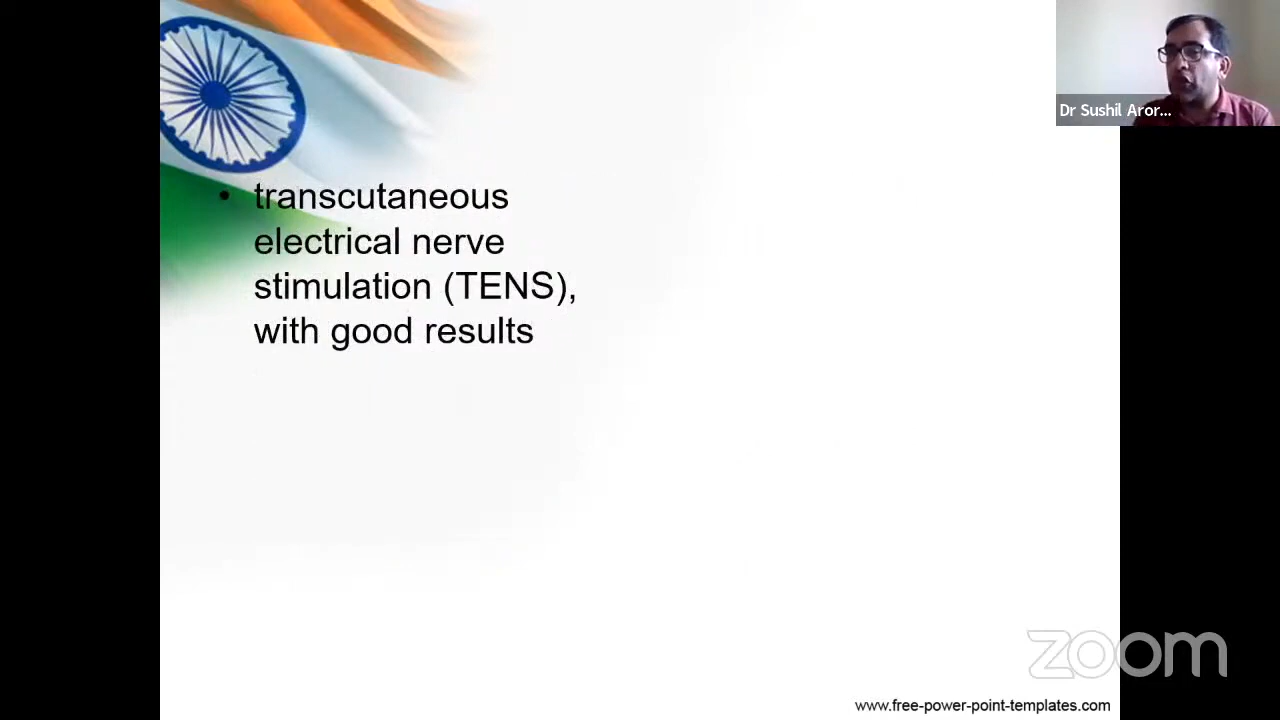 Dr Sushil Aror...
• transcutaneous
electrical nerve
stimulation (TENS),
with good results
zoom
www.free-power-point-templates.com